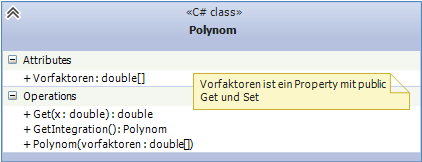 «C# class»
Polynom
Attributes
+ Vorfaktoren : double[]
Vorfaktoren ist ein Property mit public
Get und Set
Operations
+ Get(x : double) : double
+ GetIntegration() : Polynom
+ Polynom(vorfaktoren : double[])